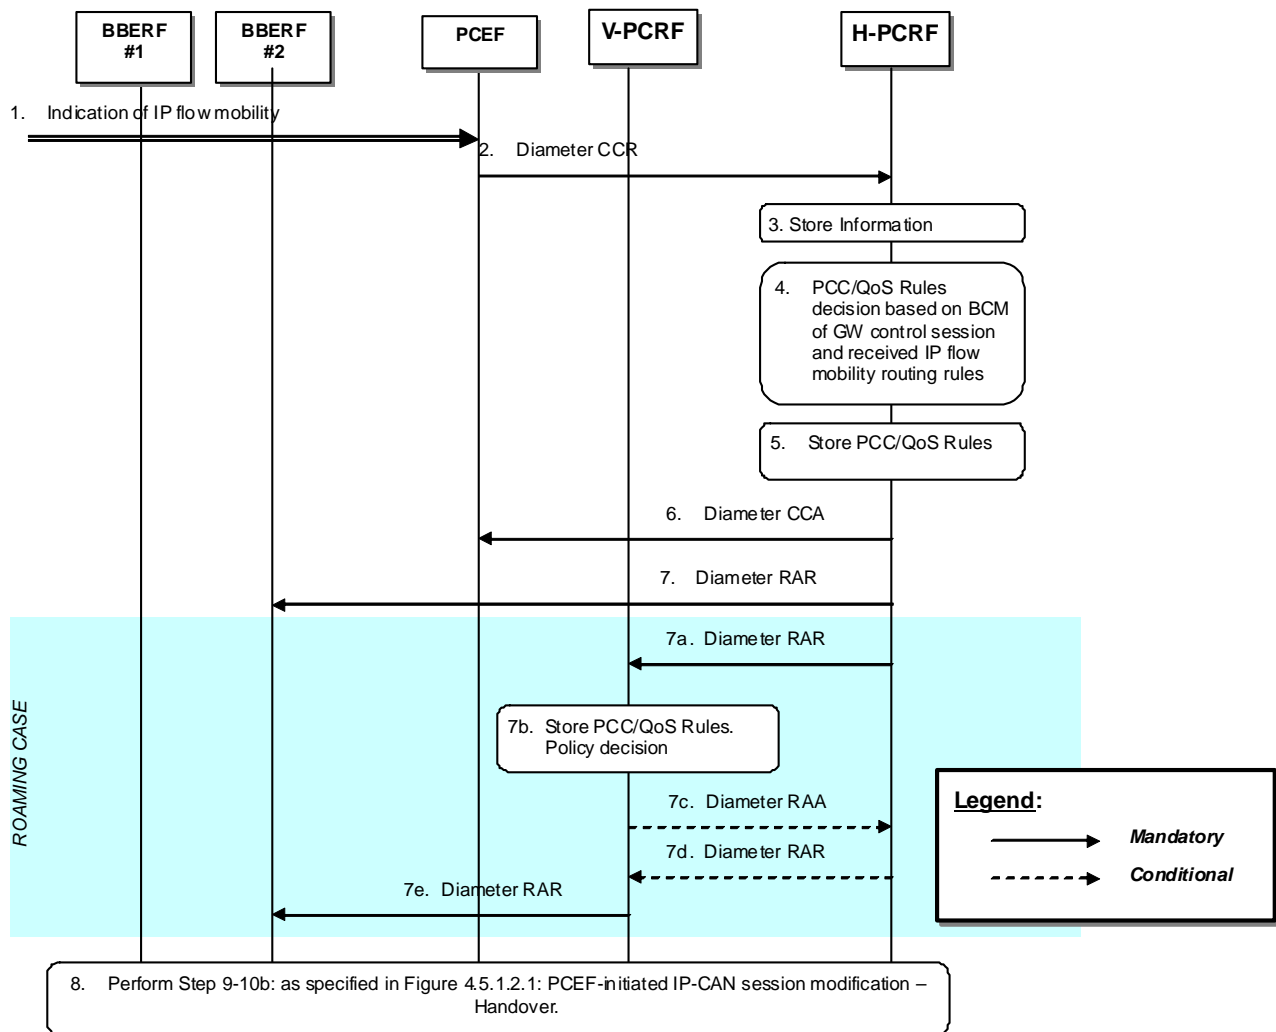 BBERF
#1
BBERF
#2
PCEF
V-PCRF
H-PCRF
1. Indication of IP flow mobility
2. Diameter CCR
3. Store Information
4. PCC/QoS Rules
decision based on BCM
of GW control session
and received IP flow
mobility routing rules
5. Store PCC/QoS Rules
6. Diameter CCA
7. Diameter RAR
7a. Diameter RAR
ROAMING CASE
7b. Store PCC/QoS Rules.
Policy decision
7c. Diameter RAA
7d. Diameter RAR
7e. Diameter RAR
Legend:
Mandatory
Conditional
8. Perform Step 9-10b: as specified in Figure 4.5.1.2.1: PCEF-initiated IP-CAN session modification –
Handover.